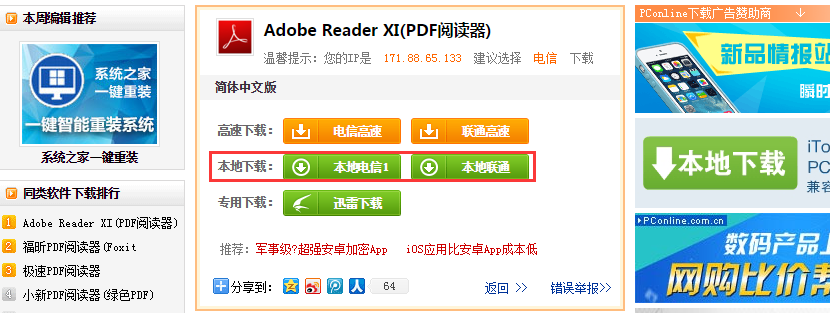 本周编辑推荐
系统之家
一键重装
一键智能重装系统
系统之家一键重装
同类软件下载排行
1 Adobe Reader XI(PDF阅读器)
2 福昕PDF阅读器(Foxit
3 极速PDF阅读器
4 小新PDF阅读器(绿色PDF)
Adobe Reader XI(PDF阅读器)
温馨提示：您的IP是 171.88.65.133 建议选择 电信 下载
简体中文版
高速下载： 电信高速 联通高速
本地下载： 本地电信1 本地联通
专用下载： 迅雷下载
推荐： 军事级?超强安卓加密App iOS应用比安卓App成本低
分享到： 64 返回 >> 错误举报>>
PConline下载广告赞助商 ↓
新品情报站
瞬时
本地下载
iTo
PC
兼容
PConline.com.cn
数码产品上
网购比价帮